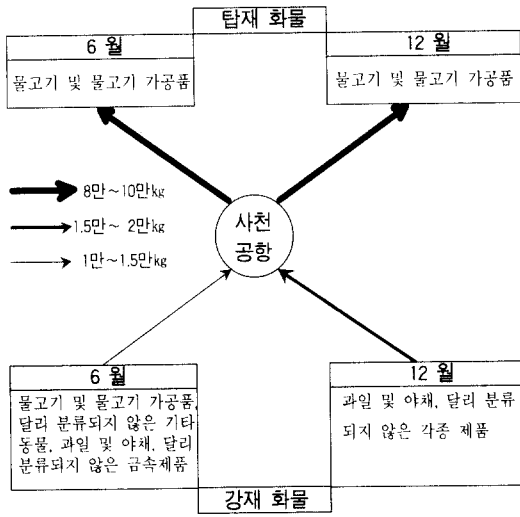 탑재 화물
6 월
물고기 및 물고기 가공품
12 월
물고기 및 물고기 가공품
8만~10만kg
1.5만~ 2만kg
1만~1.5만kg
사천
공항
6 월
물고기 및 물고기 가공품,
달리 분류되지 않은 기타
동물, 과일 및 야채, 달리
분류되지 않은 금속제품
12 월
과일 및 야채, 달리 분류
되지 않은 각종 제품
강재 화물